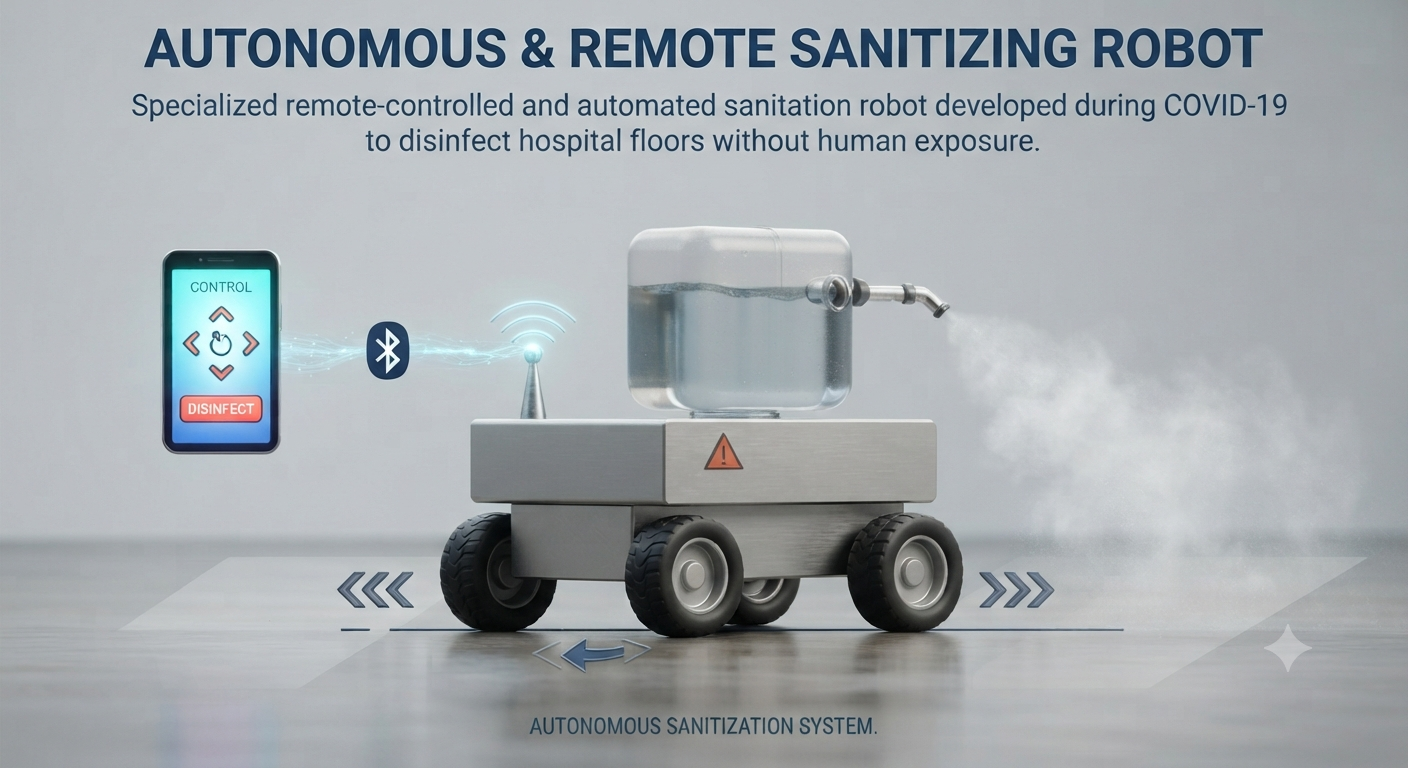 AUTONOMOUS & REMOTE SANITIZING ROBOT
Specialized remote-controlled and automated sanitation robot developed during COVID-19
to disinfect hospital floors without human exposure.
CONTROL
DISINFECT
!
AUTONOMOUS SANITIZATION SYSTEM.